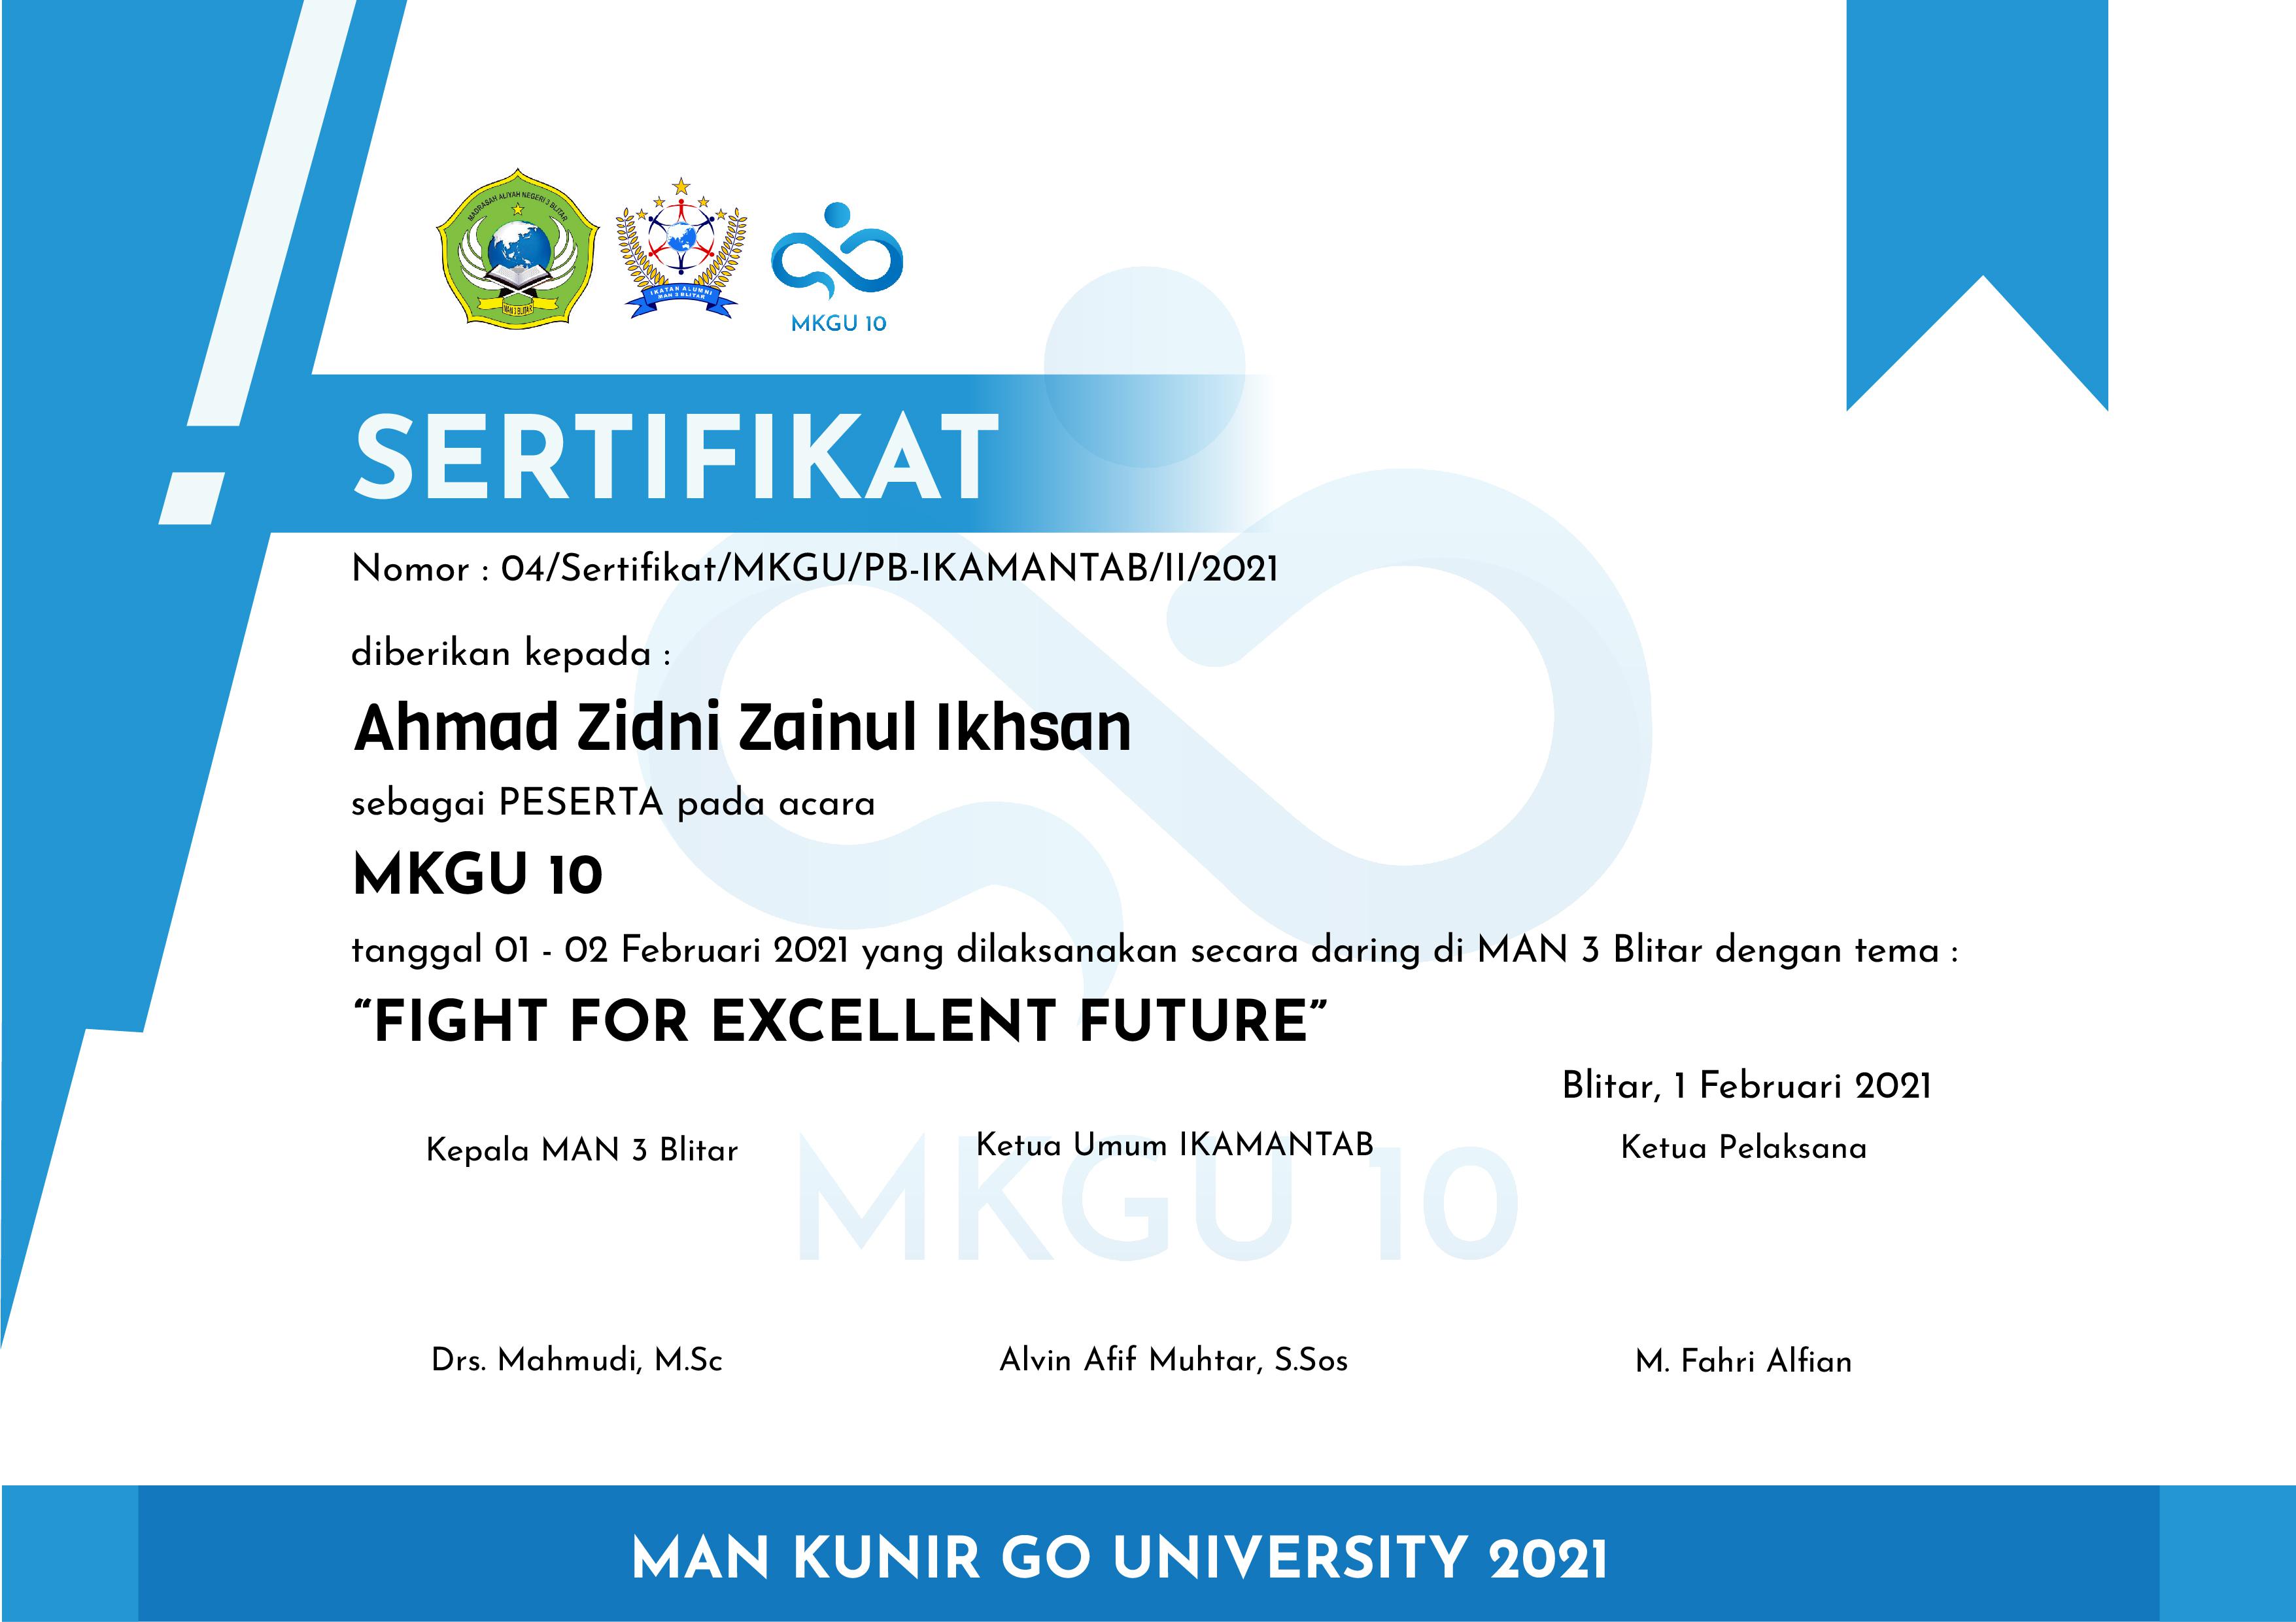 MADRASAH ALIYAH NEGERI 3 BLITAR
MAN 3 BLITAR
IKATAN ALUMNI
MAN 3 BLITAR
MKGU 10
SERTIFIKAT
Nomor : 04/Sertifikat/MKGU/PB-IKAMANTAB/II/2021
diberikan kepada :
Ahmad Zidni Zainul Ikhsan
sebagai PESERTA pada acara
MKGU 10
tanggal 01 - 02 Februari 2021 yang dilaksanakan secara daring di MAN 3 Blitar dengan tema :
“FIGHT FOR EXCELLENT FUTURE”
Blitar, 1 Februari 2021
Kepala MAN 3 Blitar
Ketua Umum IKAMANTAB
Ketua Pelaksana
MKGU 10
Drs. Mahmudi, M.Sc
Alvin Afif Muhtar, S.Sos
M. Fahri Alfian
MAN KUNIR GO UNIVERSITY 2021